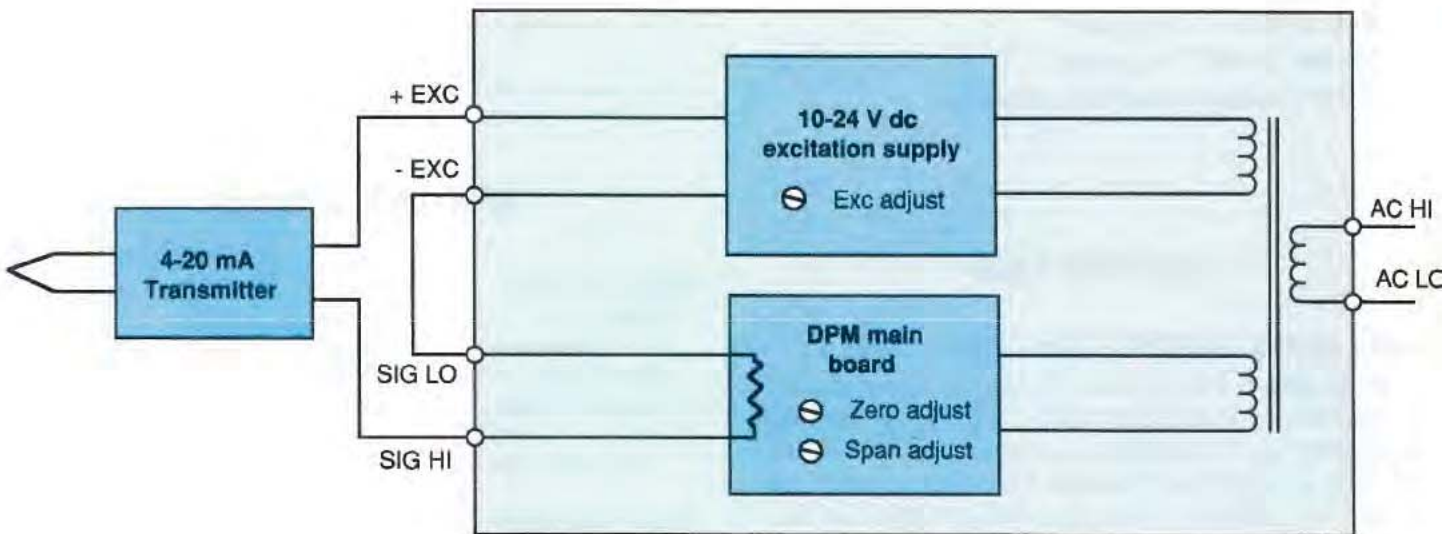 + EXC
- EXC
4-20 mA
Transmitter
SIG LO
SIG HI
10-24 V dc
excitation supply
Exc adjust
DPM main
board
Zero adjust
Span adjust
AC HI
AC LO